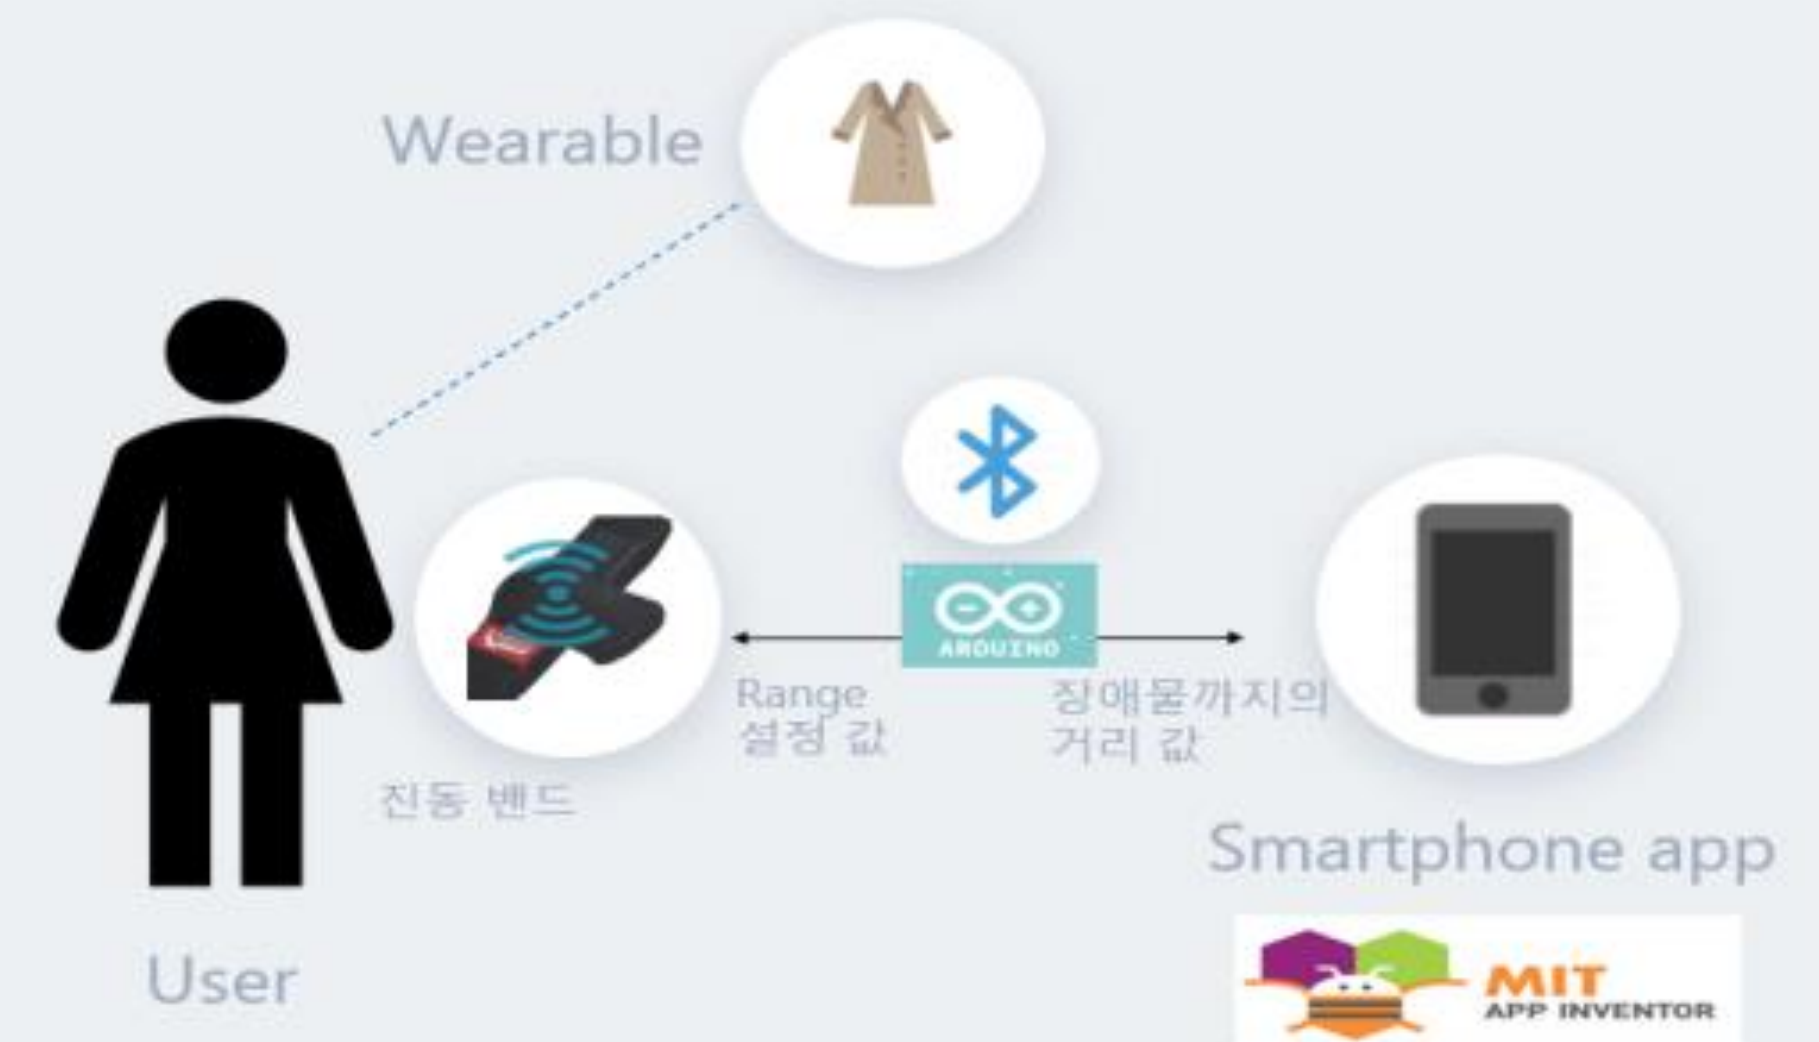 Wearable
ARDUINO
Range
설정 값
장애물까지의
거리 값
진동 밴드
Smartphone app
User
MIT
APP INVENTOR